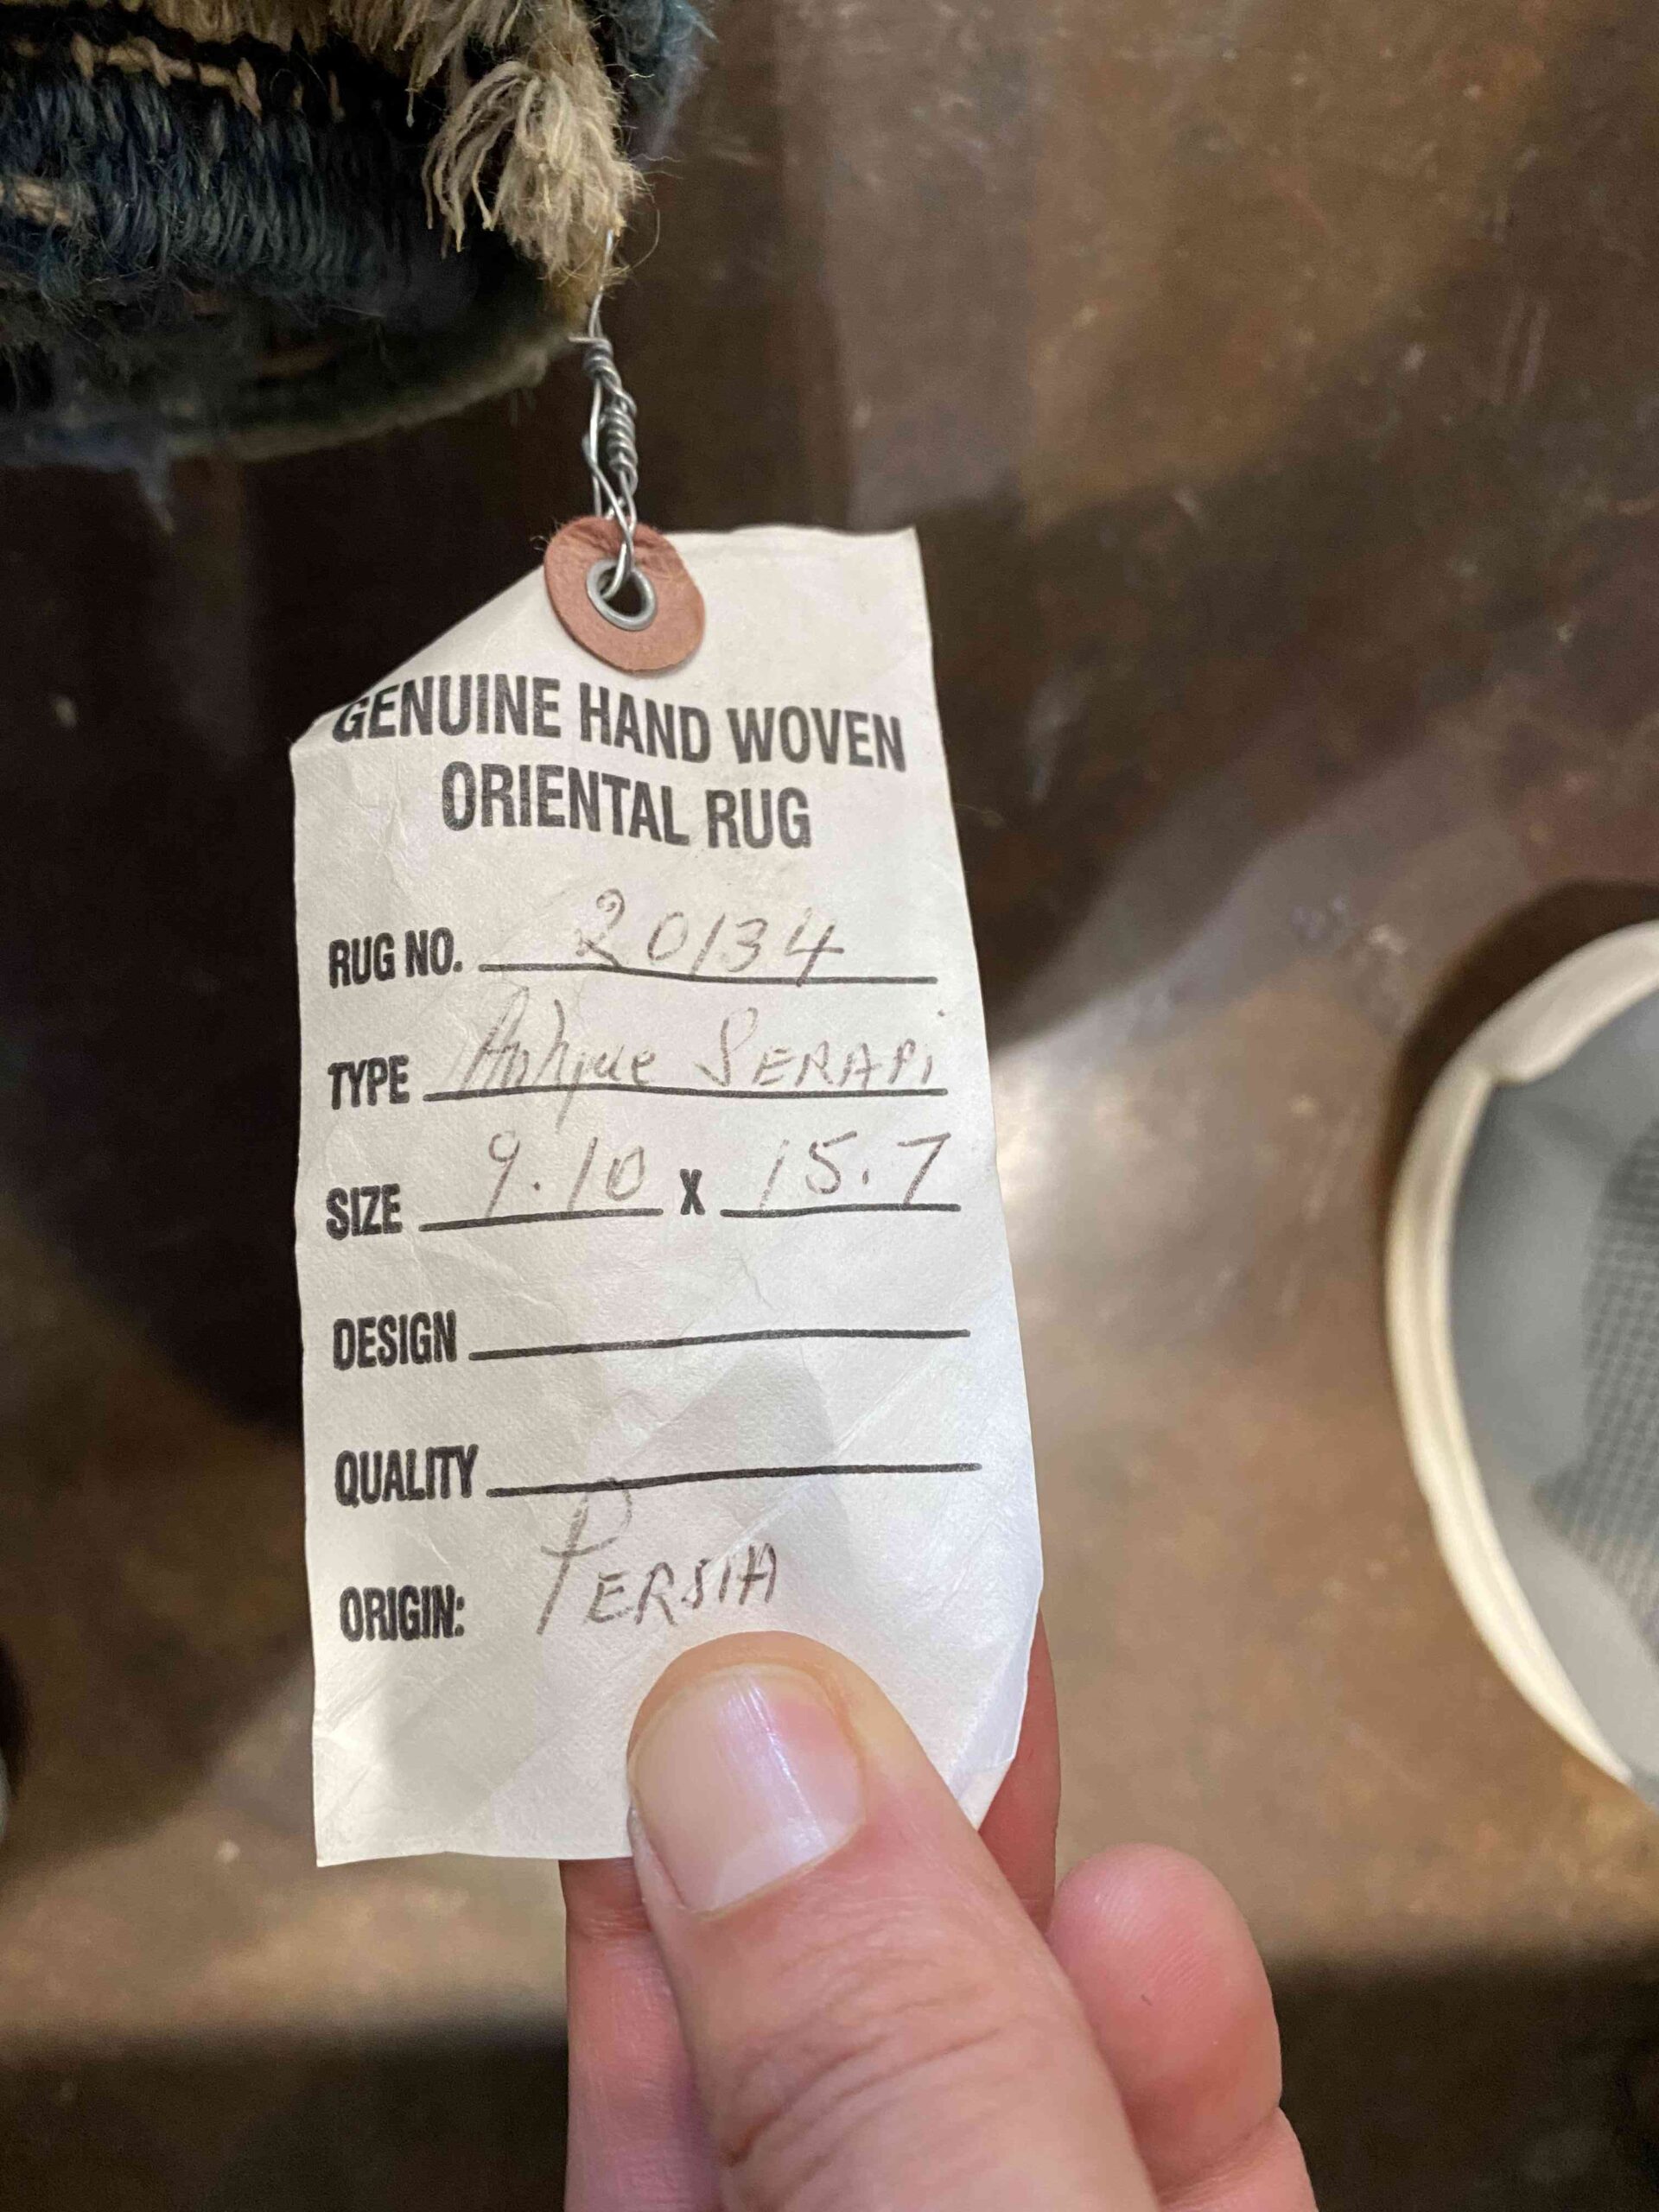 GENUINE HAND WOVEN
ORIENTAL RUG
RUG NO. 20134
TYPE Antique SERAPi
SIZE 9.10 X 15.7
DESIGN
QUALITY
ORIGIN: PERSIA